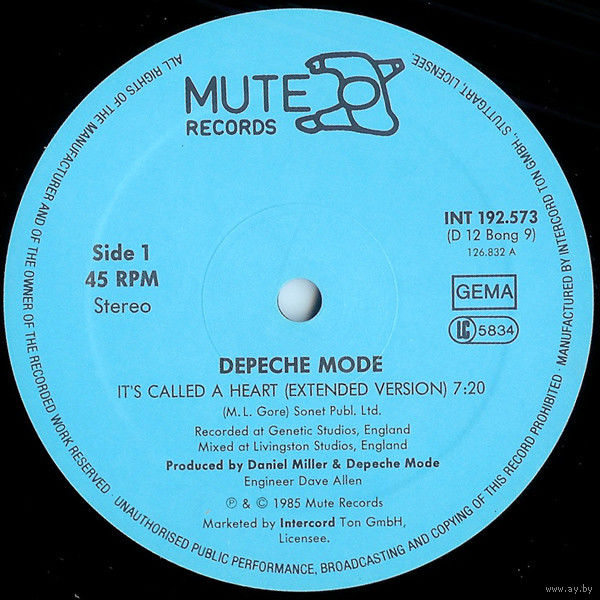 MUTE
RECORDS
ALL RIGHTS OF THE MANUFACTURER AND OF THE OWNER OF THE RECORDED WORK RESERVED
UNAUTHORISED PUBLIC PERFORMANCE, BROADCASTING AND COPYING OF THIS RECORD PROHIBITED
MANUFACTURED BY INTERCORD TON GMBH., STUTTGART, LICENSEE.
Side 1
45 RPM
Stereo
INT 192.573
(D 12 Bong 9)
126.832 A
GEMA
LC 5834
DEPECHE MODE
IT'S CALLED A HEART (EXTENDED VERSION) 7:20
(M. L. Gore) Sonet Publ. Ltd.
Recorded at Genetic Studios, England
Mixed at Livingston Studios, England
Produced by Daniel Miller & Depeche Mode
Engineer Dave Allen
℗ & © 1985 Mute Records
Marketed by Intercord Ton GmbH,
Licensee.
www.ay.by